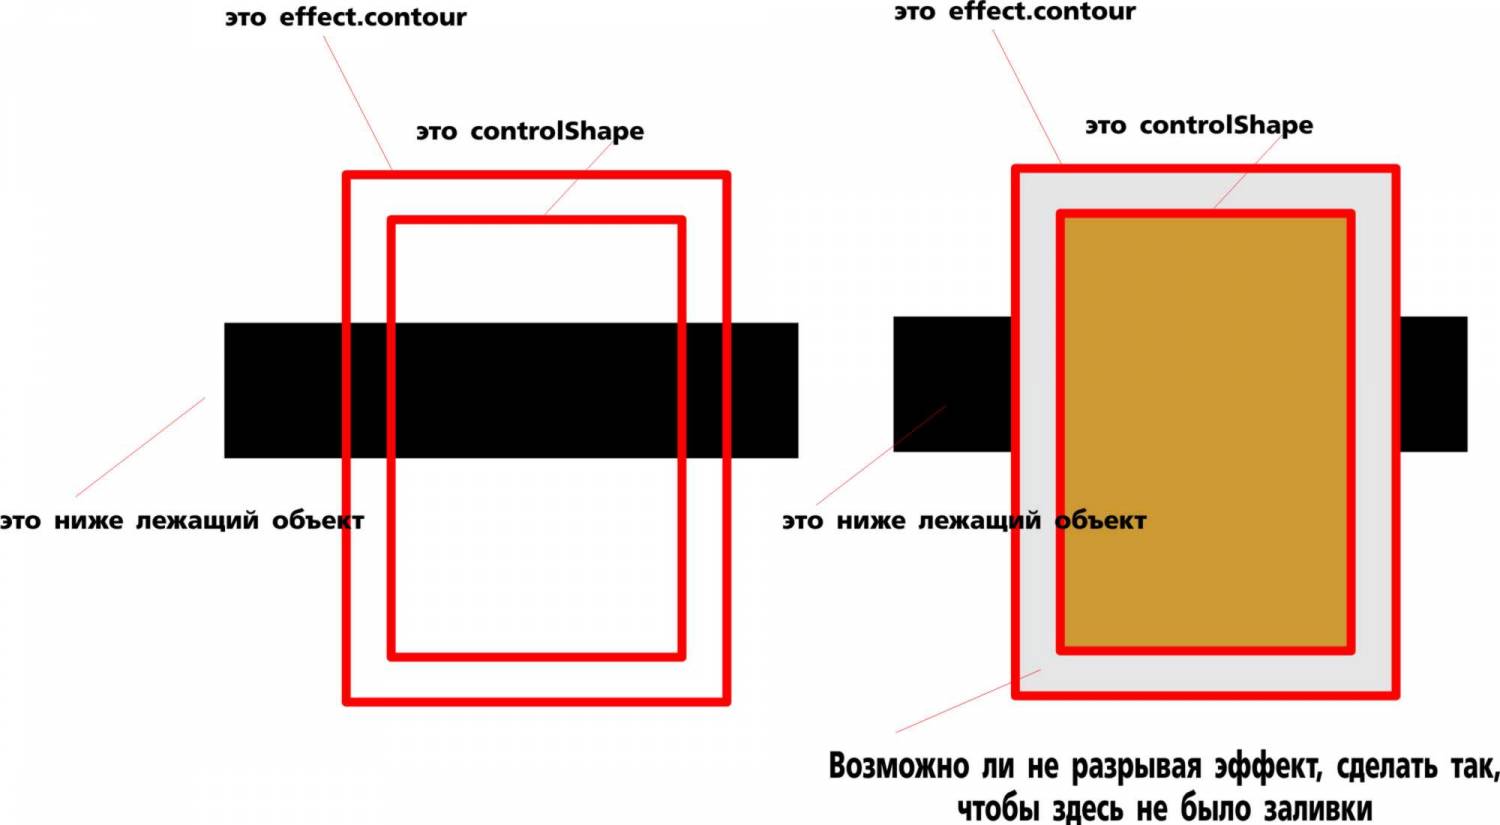 это effect.contour
это controlShape
это ниже лежащий объект
это effect.contour
это controlShape
это ниже лежащий объект
Возможно ли не разрывая эффект, сделать так,
чтобы здесь не было заливки